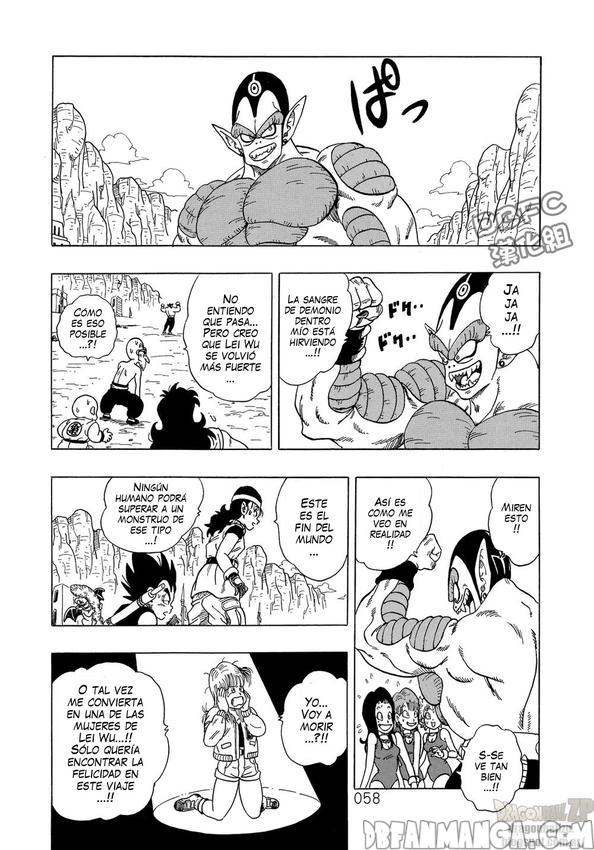 ぱっ
DBFC
漢化組
JA
JA
JA
...!!
ドク・・
ドク・・
LA SANGRE
DE DEMONIO
DENTRO
MÍO ESTÁ
HIRVIENDO
...!!
NO
ENTIENDO
QUE PASA...
PERO CREO
QUE LEI WU
SE VOLVIÓ
MÁS FUERTE
...
CÓMO
ES ESO
POSIBLE
...?!
MIREN
ESTO !!
ASÍ ES
COMO ME
VEO EN
REALIDAD !!
S-SE
VE TAN
BIEN
...!!
ESTE
ES EL
FIN DEL
MUNDO
...
NINGÚN
HUMANO PODRÁ
SUPERAR A UN
MONSTRUO DE
ESE TIPO
...!
YO...
VOY A
MORIR
...?!!
O TAL VEZ
ME CONVIERTA
EN UNA DE LAS
MUJERES DE
LEI WU...!!
SÓLO QUERÍA
ENCONTRAR LA
FELICIDAD EN
ESTE VIAJE
...!!
058
DRAGON BALL ZP
DBFANMANGA.COM